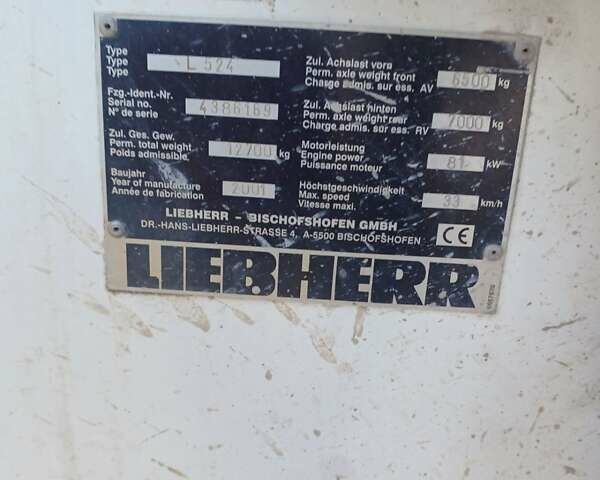 Type
Type
Type
L 524
Fzg.-Ident.-Nr.
Serial no.
N° de serie
4386169
Zul. Ges. Gew.
Perm. total weight
Poids admissible
12700 kg
Baujahr
Year of manufacture
Année de fabrication
2001
Zul. Achslast vorn
Perm. axle weight front
Charge admis. sur ess. AV
6500 kg
Zul. Achslast hinten
Perm. axle weight rear
Charge admis. sur ess. RV
7000 kg
Motorleistung
Engine power
Puissance moteur
81 kW
Höchstgeschwindigkeit
Max. speed
Vitesse maxi.
33 km/h
LIEBHERR - BISCHOFSHOFEN GMBH
DR.-HANS-LIEBHERR-STRASSE 4, A-5500 BISCHOFSHOFEN
CE
LIEBHERR